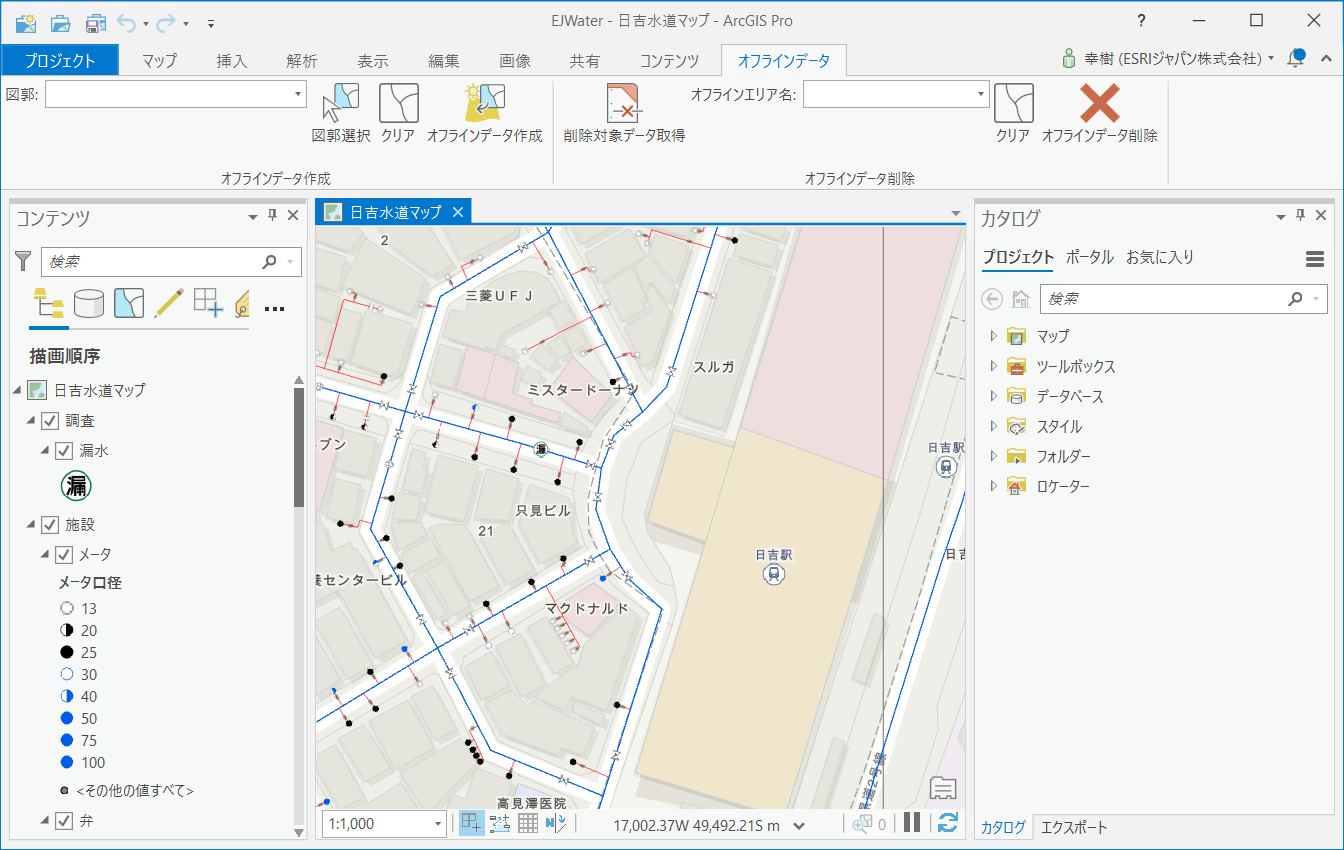 EJWater - 日吉水道マップ - ArcGIS Pro
?
プロジェクト マップ 挿入 解析 表示 編集 画像 共有 コンテンツ オフラインデータ
幸樹 (ESRIジャパン株式会社)
図郭:
図郭選択 クリア オフラインデータ作成
オフラインデータ作成
削除対象データ取得
オフラインエリア名:
クリア オフラインデータ削除
オフラインデータ削除
コンテンツ
検索
描画順序
日吉水道マップ
調査
漏水
漏
施設
メータ
メータ口径
13
20
25
30
40
50
75
100
<その他の値すべて>
弁
日吉水道マップ
2
三菱ＵＦＪ
スルガ
ミスタードーナツ
ブン
漏
日吉駅
只見ビル
21
日吉駅
日吉
養センタービル
マクドナルド
高見澤医院
県道2号線
1:1,000
17,002.37W 49,492.21S m
0
カタログ
プロジェクト ポータル お気に入り
検索
マップ
ツールボックス
データベース
スタイル
フォルダー
ロケーター
カタログ エクスポート